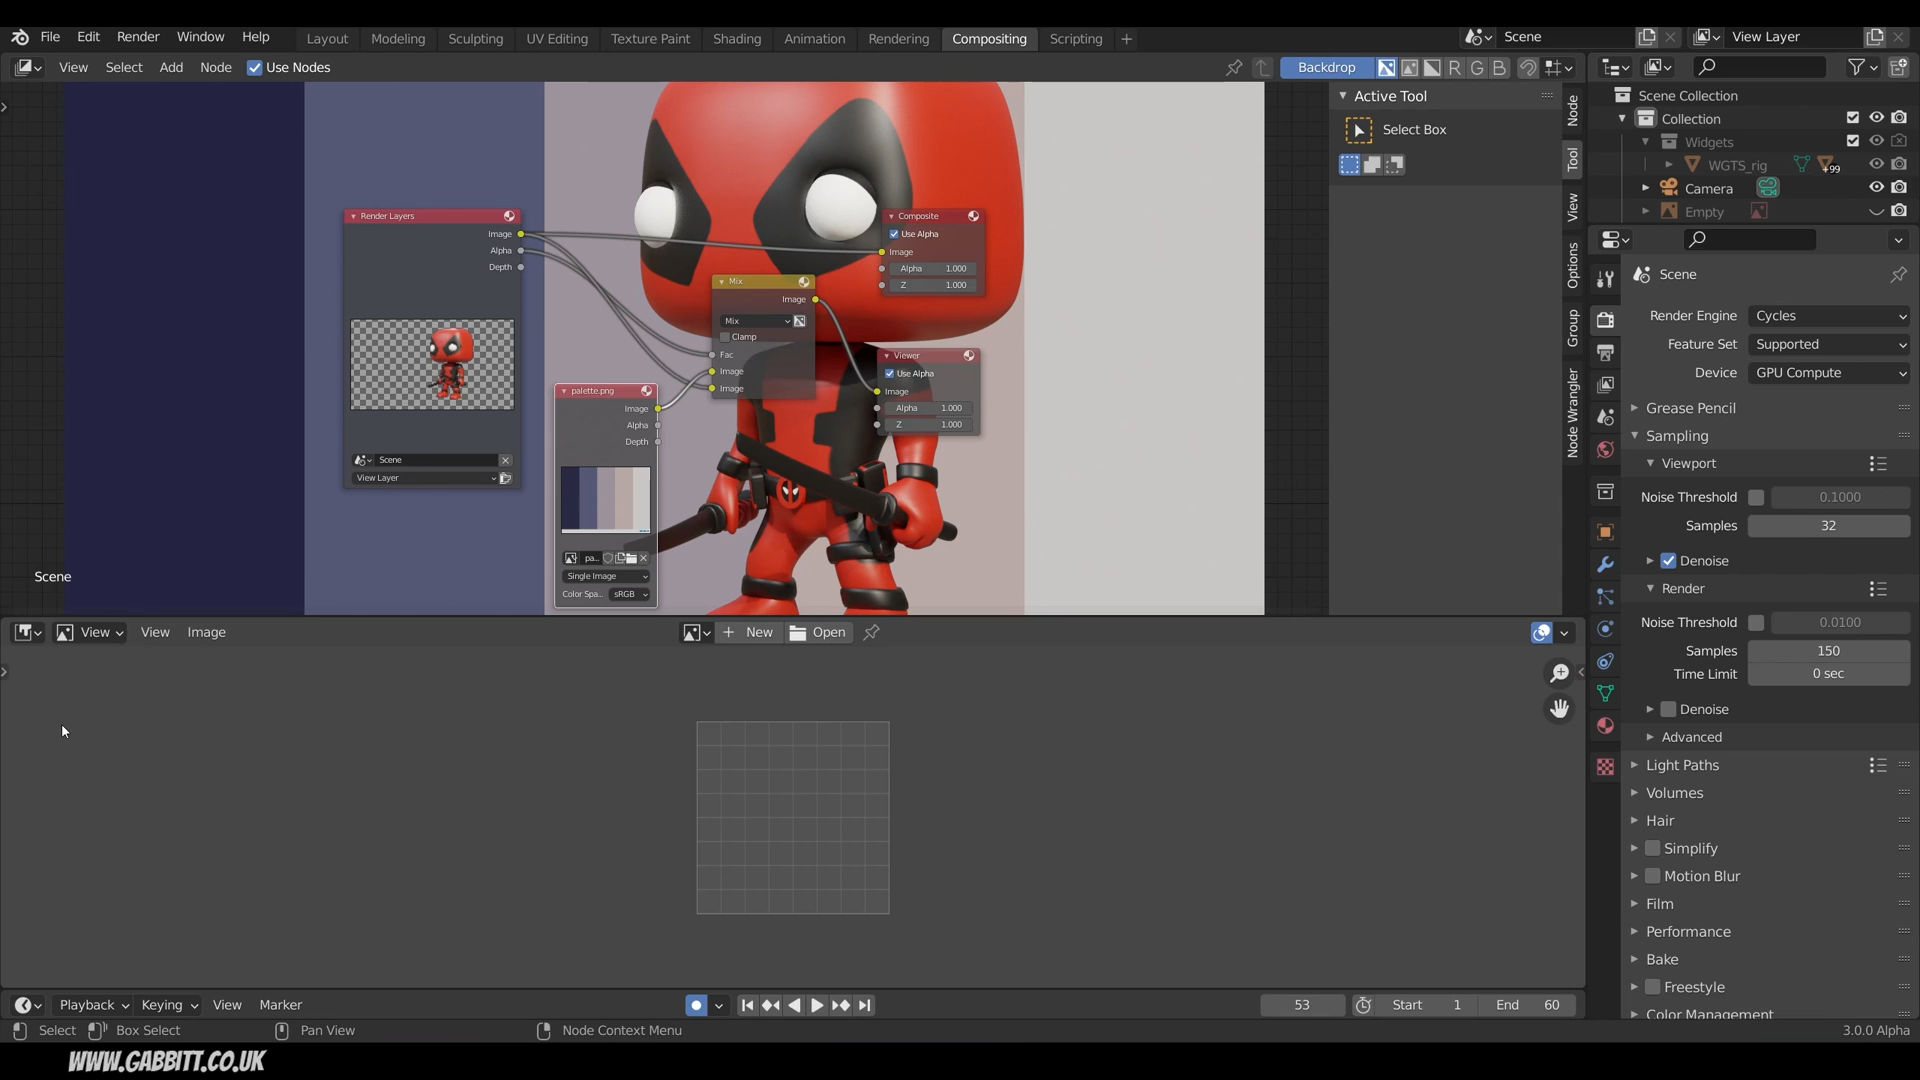 File Edit Render Window Help Layout Modeling Sculpting UV Editing Texture Paint Shading Animation Rendering Compositing Scripting + Scene View Layer
View Select Add Node Use Nodes Backdrop R G B
Active Tool
Select Box
Node
Tool
View
Options
Group
Node Wrangler
Render Layers
Image
Alpha
Depth
Scene
View Layer
Composite
Use Alpha
Image
Alpha 1.000
Z 1.000
Mix
Image
Mix
Clamp
Fac
Image
Image
Viewer
Use Alpha
Image
Alpha 1.000
Z 1.000
palette.png
Image
Alpha
Depth
pa...
Single Image
Color Spa... sRGB
Scene
Scene Collection
Collection
Widgets
WGTS_rig +99
Camera
Empty
Scene
Render Engine Cycles
Feature Set Supported
Device GPU Compute
Grease Pencil
Sampling
Viewport
Noise Threshold 0.1000
Samples 32
Denoise
Render
Noise Threshold 0.0100
Samples 150
Time Limit 0 sec
Denoise
Advanced
Light Paths
Volumes
Hair
Simplify
Motion Blur
Film
Performance
Bake
Freestyle
Color Management
View View Image + New Open
Playback Keying View Marker 53 Start 1 End 60
Select Box Select Pan View Node Context Menu 3.0.0 Alpha
WWW.GABBITT.CO.UK